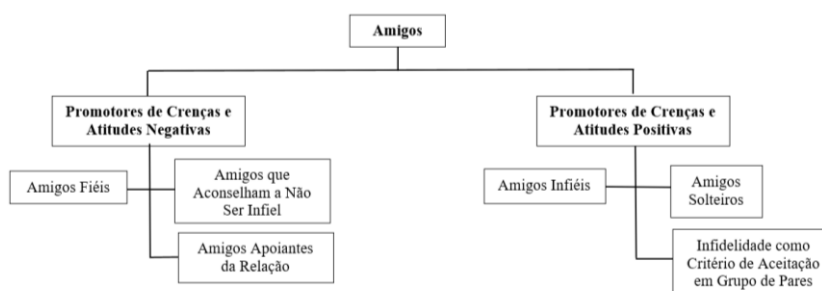 Amigos
Promotores de Crenças e
Atitudes Negativas
Promotores de Crenças e
Atitudes Positivas
Amigos Fiéis
Amigos que
Aconselham a Não
Ser Infiel
Amigos Apoiantes
da Relação
Amigos Infiéis
Amigos
Solteiros
Infidelidade como
Critério de Aceitação
em Grupo de Pares